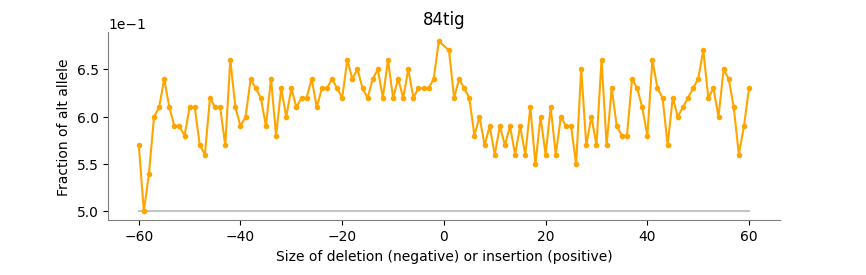 84tig
1e−1
6.5
6.0
5.5
5.0
Fraction of alt allele
−60 −40 −20 0 20 40 60
Size of deletion (negative) or insertion (positive)